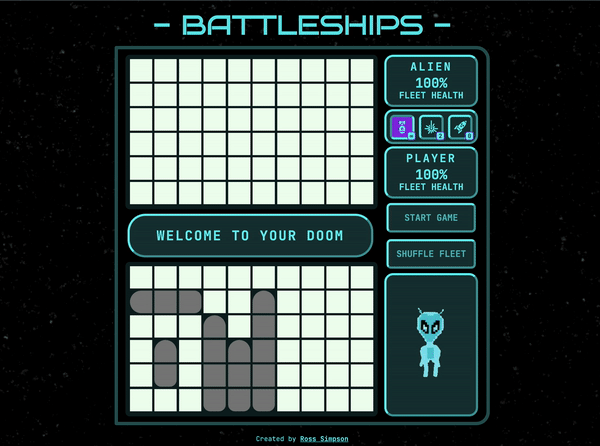 – BATTLESHIPS –
ALIEN
100%
FLEET HEALTH
2
PLAYER
100%
FLEET HEALTH
START GAME
WELCOME TO YOUR DOOM
SHUFFLE FLEET
Created by Ross Simpson